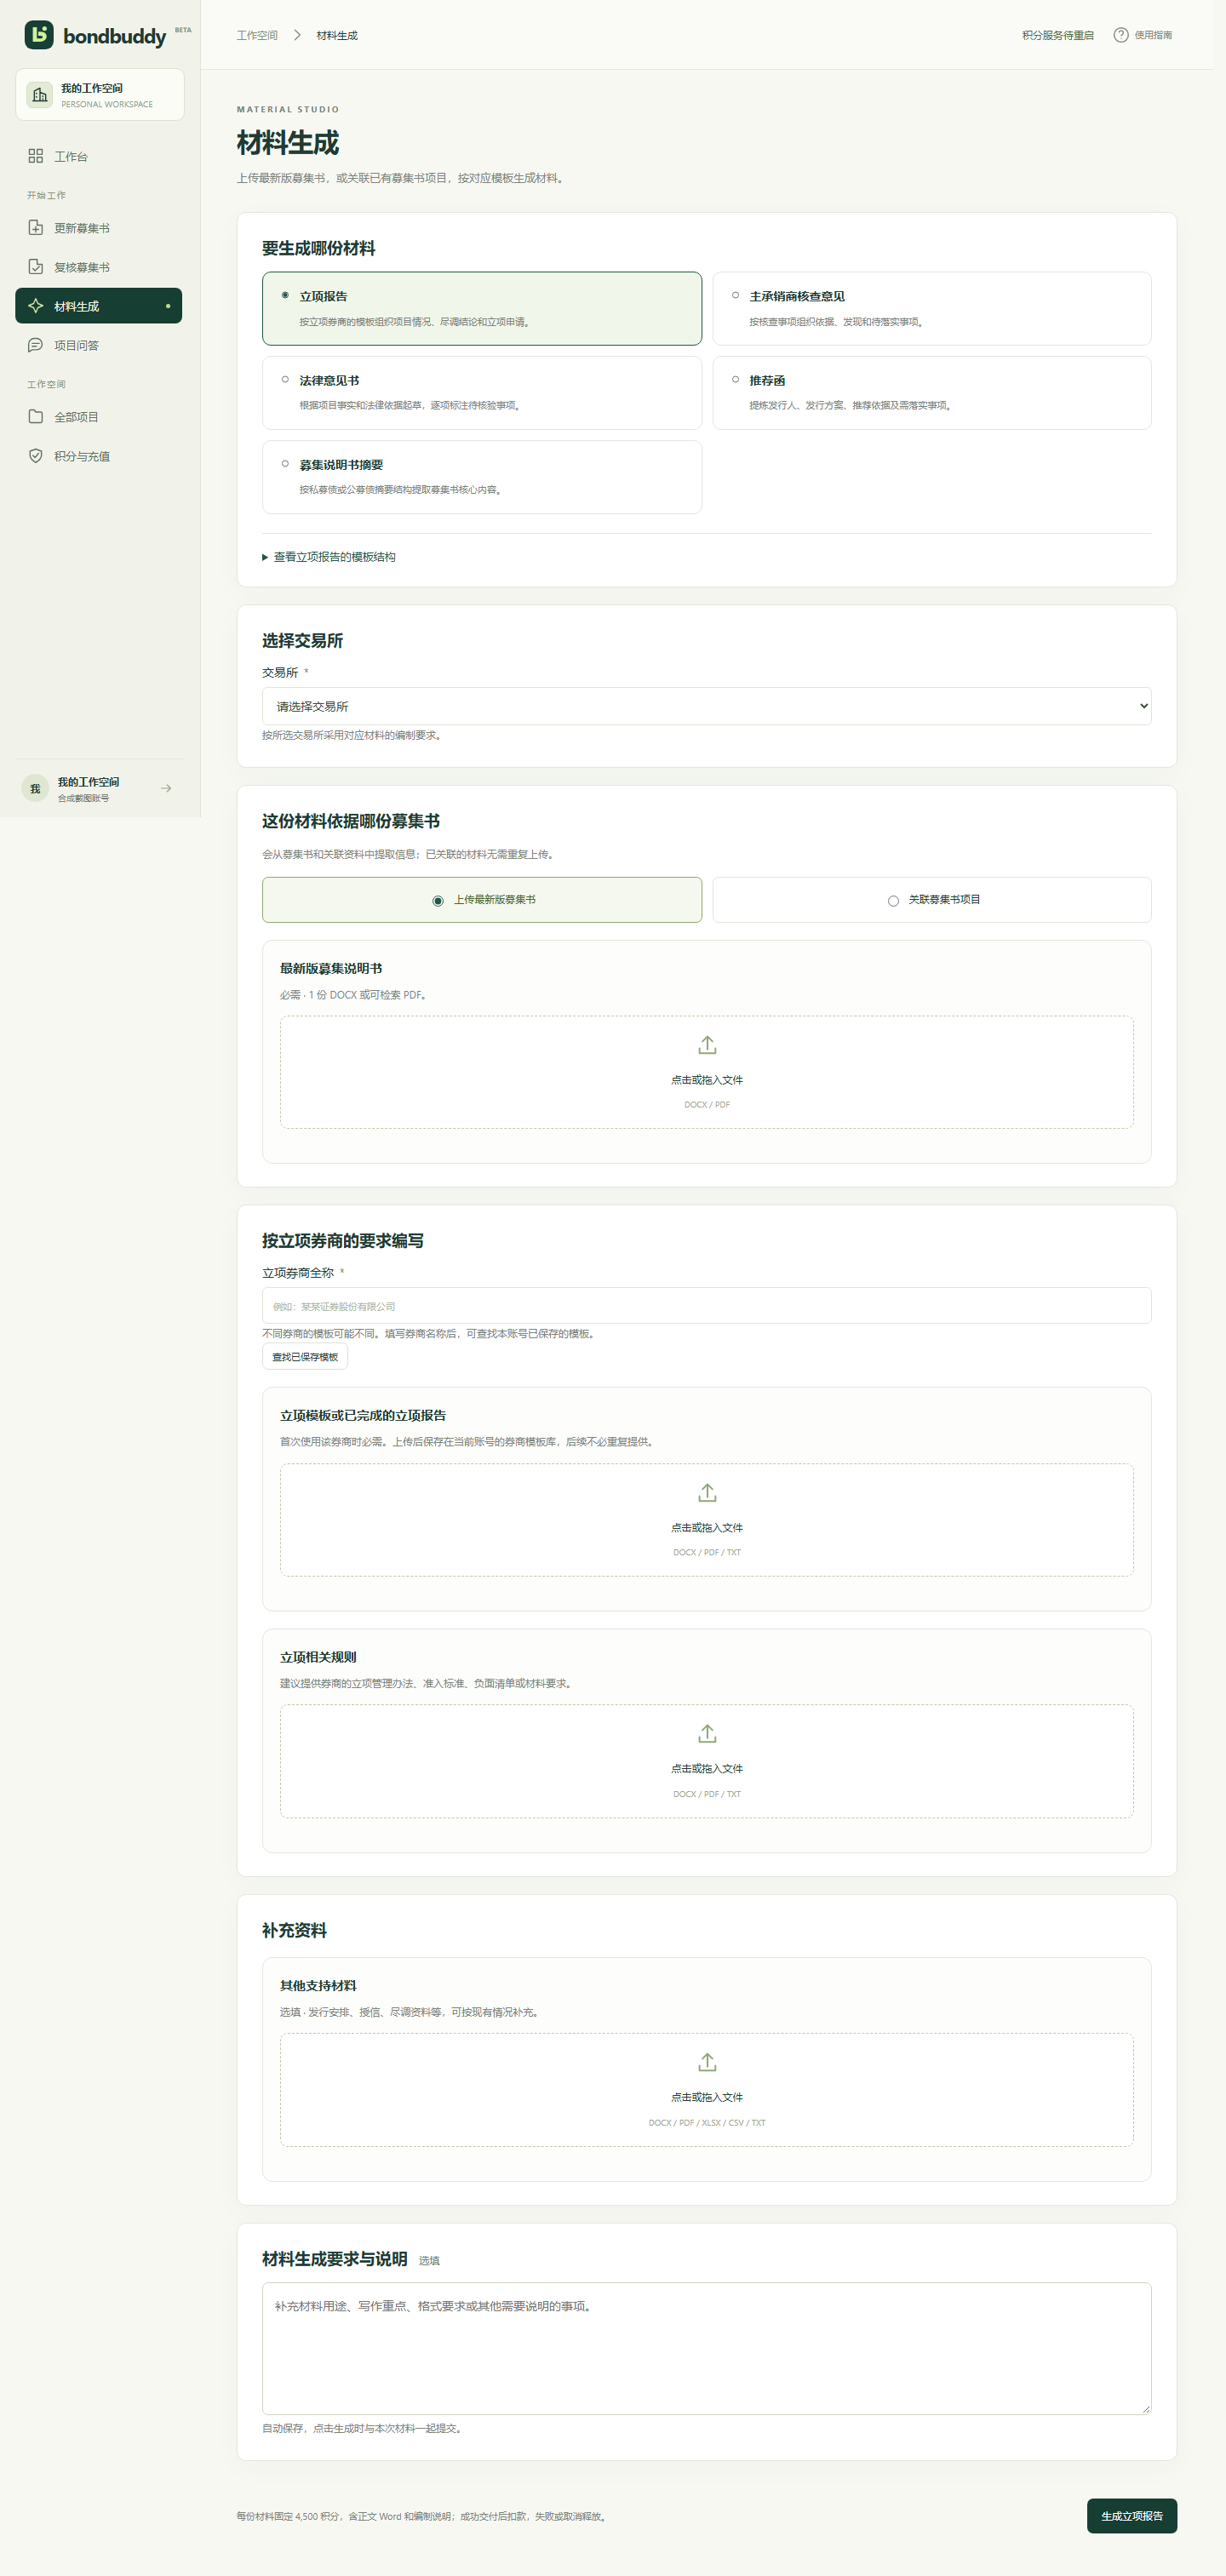 bondbuddy BETA
我的工作空间
PERSONAL WORKSPACE
工作台
开始工作
更新募集书
复核募集书
材料生成
项目问答
工作空间
全部项目
积分与充值
我
我的工作空间
合成截图账号
工作空间 材料生成
积分服务待重启
使用指南
MATERIAL STUDIO
材料生成
上传最新版募集书，或关联已有募集书项目，按对应模板生成材料。
要生成哪份材料
立项报告
按立项券商的模板组织项目情况、尽调结论和立项申请。
主承销商核查意见
按核查事项组织依据、发现和待落实事项。
法律意见书
根据项目事实和法律依据起草，逐项标注待核验事项。
推荐函
提炼发行人、发行方案、推荐依据及需落实事项。
募集说明书摘要
按私募债或公募债摘要结构提取募集书核心内容。
查看立项报告的模板结构
选择交易所
交易所 *
请选择交易所
按所选交易所采用对应材料的编制要求。
这份材料依据哪份募集书
会从募集书和关联资料中提取信息；已关联的材料无需重复上传。
上传最新版募集书
关联募集书项目
最新版募集说明书
必需 · 1 份 DOCX 或可检索 PDF。
点击或拖入文件
DOCX / PDF
按立项券商的要求编写
立项券商全称 *
例如：某某证券股份有限公司
不同券商的模板可能不同。填写券商名称后，可查找本账号已保存的模板。
查找已保存模板
立项模板或已完成的立项报告
首次使用该券商时必需。上传后保存在当前账号的券商模板库，后续不必重复提供。
点击或拖入文件
DOCX / PDF / TXT
立项相关规则
建议提供券商的立项管理办法、准入标准、负面清单或材料要求。
点击或拖入文件
DOCX / PDF / TXT
补充资料
其他支持材料
选填 · 发行安排、授信、尽调资料等，可按现有情况补充。
点击或拖入文件
DOCX / PDF / XLSX / CSV / TXT
材料生成要求与说明 选填
补充材料用途、写作重点、格式要求或其他需要说明的事项。
自动保存，点击生成时与本次材料一起提交。
每份材料固定 4,500 积分，含正文 Word 和编制说明；成功交付后扣款，失败或取消释放。
生成立项报告